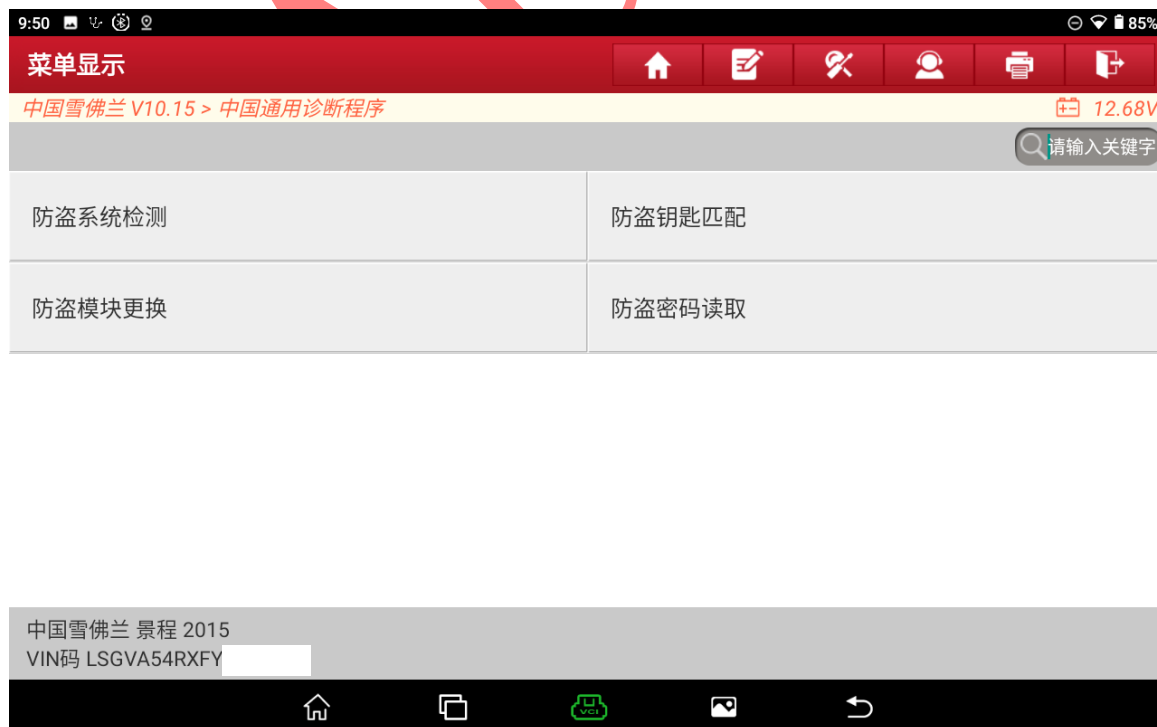 9:50
85%
菜单显示
中国雪佛兰 V10.15 > 中国通用诊断程序
12.68V
请输入关键字
防盗系统检测
防盗钥匙匹配
防盗模块更换
防盗密码读取
中国雪佛兰 景程 2015
VIN码 LSGVA54RXFY
VCI